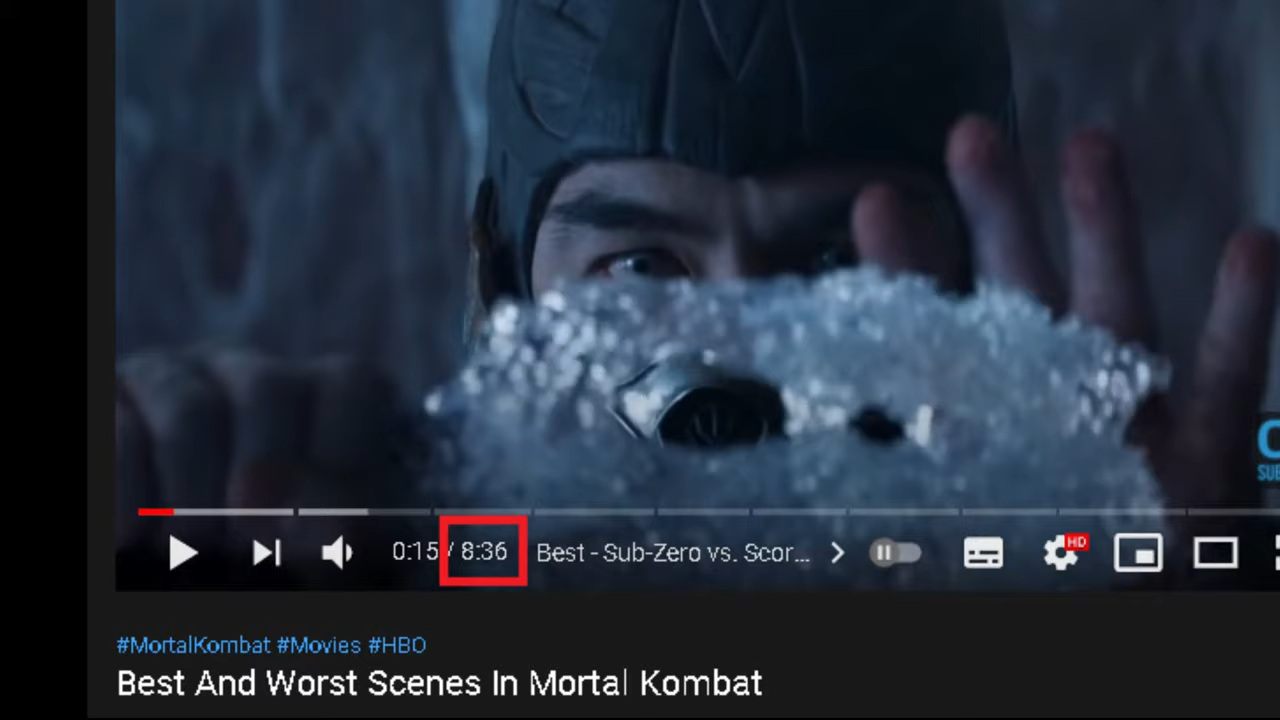 0:15 / 8:36 Best - Sub-Zero vs. Scor...
HD
#MortalKombat #Movies #HBO
Best And Worst Scenes In Mortal Kombat